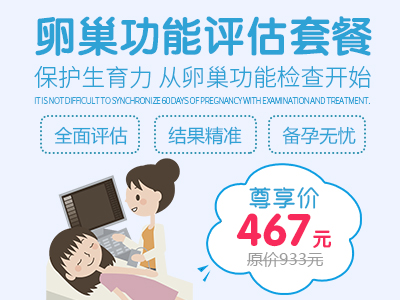 卵巢功能评估套餐
保护生育力 从卵巢功能检查开始
IT IS NOT DIFFICULT TO SYNCHRONIZE 60 DAYS OF PREGNANCY WITH EXAMINATION AND TREATMENT.
全面评估 结果精准 备孕无忧
尊享价
467元
原价933元